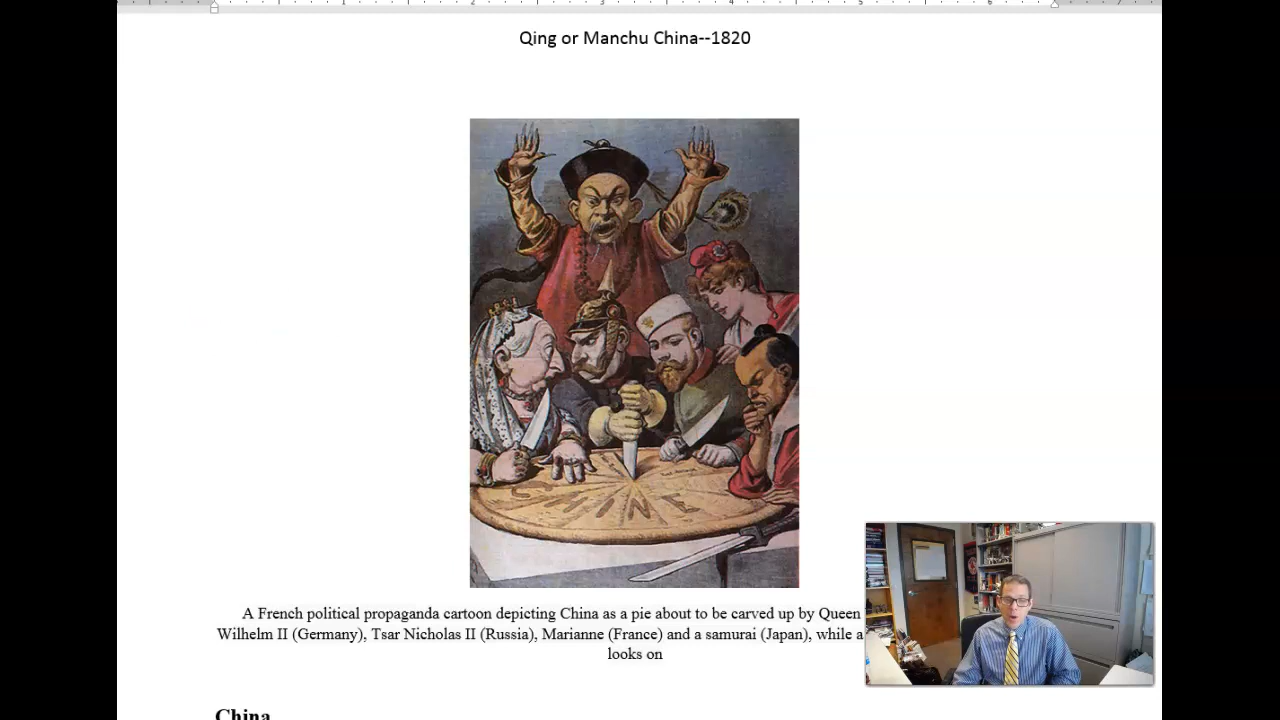 Qing or Manchu China--1820
CHINE
A French political propaganda cartoon depicting China as a pie about to be carved up by Queen
Wilhelm II (Germany), Tsar Nicholas II (Russia), Marianne (France) and a samurai (Japan), while a
looks on
China